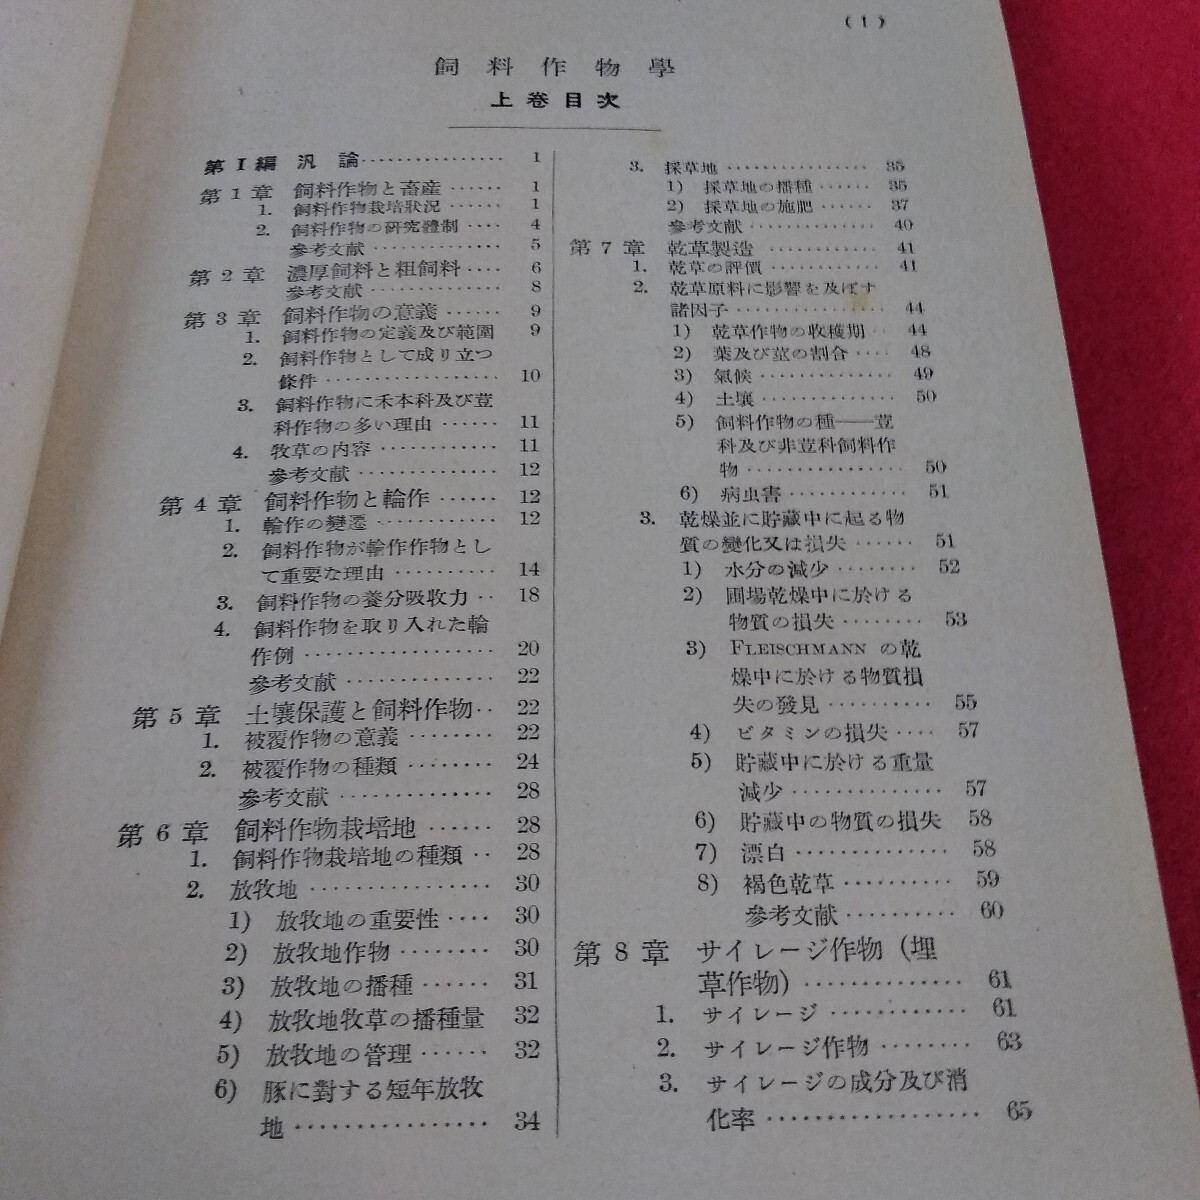 (1)
飼料作物學
上卷目次
第I編 汎論················ 1
第1章 飼料作物と畜産······ 1
1. 飼料作物栽培狀況······ 1
2. 飼料作物の硏究體制···· 4
參考文献·············· 5
第2章 濃厚飼料と粗飼料···· 6
參考文献·············· 8
第3章 飼料作物の意義······ 9
1. 飼料作物の定義及び範圍 9
2. 飼料作物として成り立つ
條件·················· 10
3. 飼料作物に禾本科及び荳
科作物の多い理由······ 11
4. 牧草の内容············ 11
參考文献·············· 12
第4章 飼料作物と輪作······ 12
1. 輪作の變遷············ 12
2. 飼料作物が輪作作物とし
て重要な理由·········· 14
3. 飼料作物の養分吸收力·· 18
4. 飼料作物を取り入れた輪
作例·················· 20
參考文献·············· 22
第5章 土壤保護と飼料作物·· 22
1. 被覆作物の意義········ 22
2. 被覆作物の種類········ 24
參考文献·············· 28
第6章 飼料作物栽培地······ 28
1. 飼料作物栽培地の種類·· 28
2. 放牧地················ 30
1) 放牧地の重要性···· 30
2) 放牧地作物········ 30
3) 放牧地の播種······ 31
4) 放牧地牧草の播種量 32
5) 放牧地の管理······ 32
6) 豚に對する短年放牧
地················ 34
3. 採草地················ 35
1) 採草地の播種······ 35
2) 採草地の施肥······ 37
參考文献·············· 40
第7章 乾草製造············ 41
1. 乾草の評價············ 41
2. 乾草原料に影響を及ぼす
諸因子················ 44
1) 乾草作物の收穫期·· 44
2) 葉及び莖の割合···· 48
3) 氣候·············· 49
4) 土壤·············· 50
5) 飼料作物の種——荳
科及び非荳科飼料作
物················ 50
6) 病虫害············ 51
3. 乾燥並に貯藏中に起る物
質の變化又は損失······ 51
1) 水分の減少········ 52
2) 圃場乾燥中に於ける
物質の損失········ 53
3) FLEISCHMANN の乾
燥中に於ける物質損
失の發見·········· 55
4) ビタミンの損失···· 57
5) 貯藏中に於ける重量
減少·············· 57
6) 貯藏中の物質の損失 58
7) 漂白·············· 58
8) 褐色乾草·········· 59
參考文献·········· 60
第8章 サイレージ作物(埋
草作物)·············· 61
1. サイレージ············ 61
2. サイレージ作物········ 63
3. サイレージの成分及び消
化率·················· 65